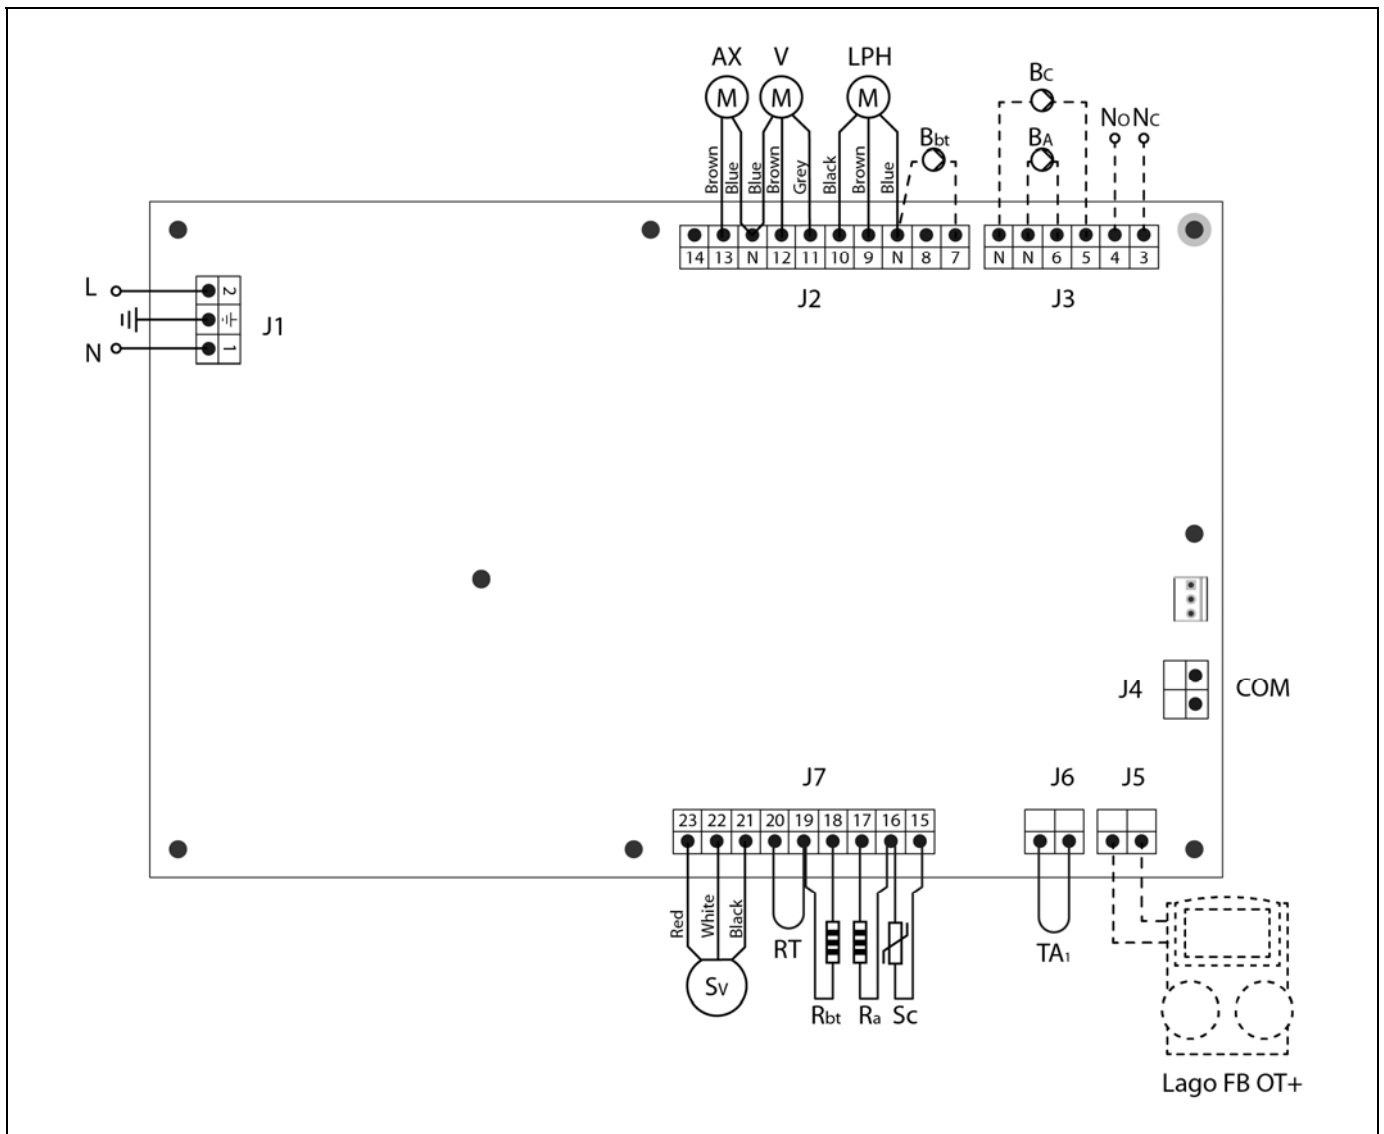 AX V LPH
M M M
Bc
BA
No Nc
Bbt
Brown Blue Blue Brown Grey Black Brown Blue
14 13 N 12 11 10 9 N 8 7
N N 6 5 4 3
J2 J3
L 2
J1
N 1
J4 COM
J7 J6 J5
23 22 21 20 19 18 17 16 15
Red White Black
RT
TA1
Sv
Rbt Ra Sc
Lago FB OT+